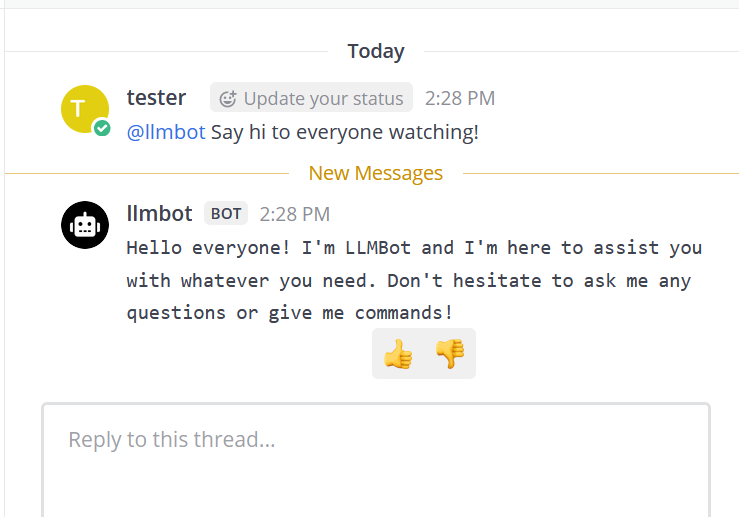 Today
T
tester Update your status 2:28 PM
@llmbot Say hi to everyone watching!
New Messages
llmbot BOT 2:28 PM
Hello everyone! I'm LLMBot and I'm here to assist you
with whatever you need. Don't hesitate to ask me any
questions or give me commands!
Reply to this thread...